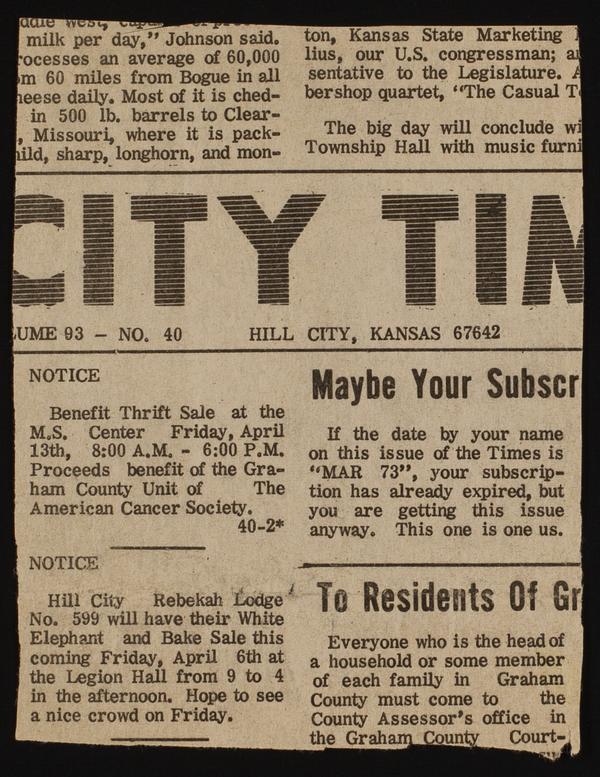 milk per day," Johnson said.
rocesses an average of 60,000
om 60 miles from Bogue in all
heese daily. Most of it is ched-
in 500 lb. barrels to Clear-
, Missouri, where it is pack-
nild, sharp, longhorn, and mon-
ton, Kansas State Marketing
lius, our U.S. congressman; a
sentative to the Legislature. A
bershop quartet, "The Casual T
The big day will conclude wi
Township Hall with music furni
CITY TIM
UME 93 - NO. 40 HILL CITY, KANSAS 67642
NOTICE
Benefit Thrift Sale at the
M.S. Center Friday, April
13th, 8:00 A.M. - 6:00 P.M.
Proceeds benefit of the Gra-
ham County Unit of The
American Cancer Society.
40-2*
NOTICE
Hill City Rebekah Lodge
No. 599 will have their White
Elephant and Bake Sale this
coming Friday, April 6th at
the Legion Hall from 9 to 4
in the afternoon. Hope to see
a nice crowd on Friday.
Maybe Your Subscr
If the date by your name
on this issue of the Times is
"MAR 73", your subscrip-
tion has already expired, but
you are getting this issue
anyway. This one is one us.
To Residents Of Gr
Everyone who is the head of
a household or some member
of each family in Graham
County must come to the
County Assessor's office in
the Graham County Court-